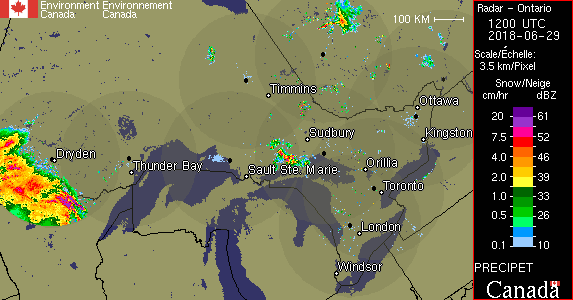 Environment Environnement
Canada Canada
100 KM
Timmins
Ottawa
Sudbury
Kingston
Dryden
Thunder Bay
Sault Ste. Marie
Orillia
Toronto
London
Windsor
Radar - Ontario
1200 UTC
2018-06-29
Scale/Échelle:
3.5 km/Pixel
Snow/Neige
cm/hr dBZ
20 61
7.5 52
4.0 46
2.0 39
1.0 33
0.5 26
0.1 10
PRECIPET
Canada